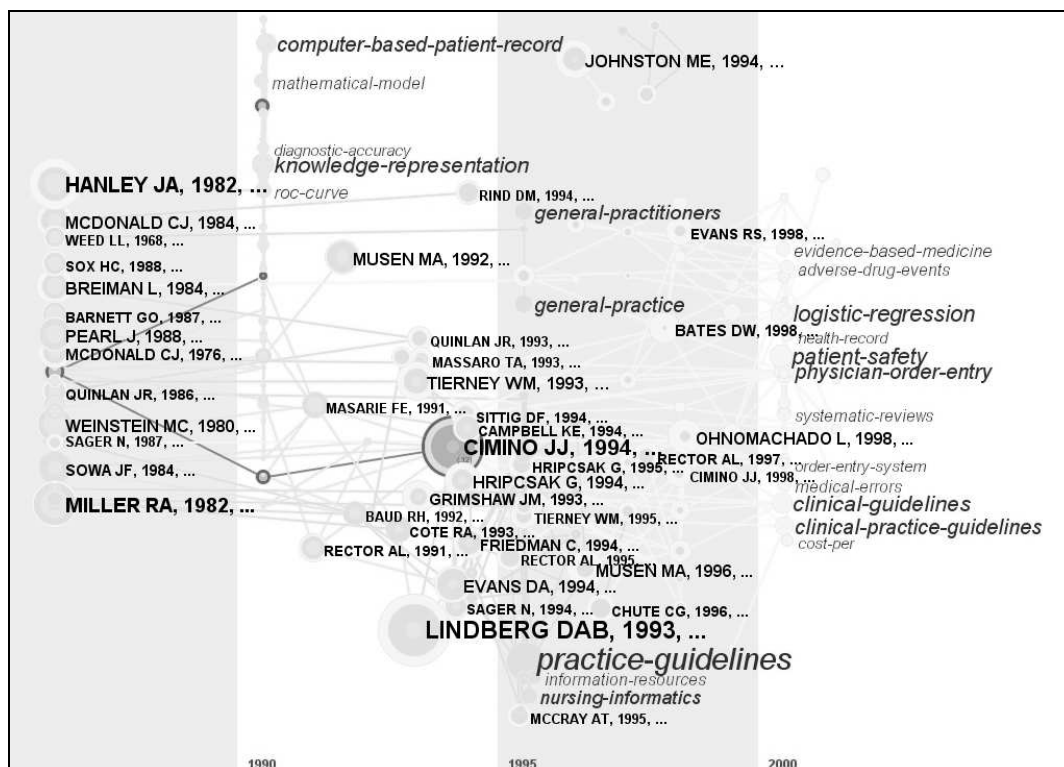 computer-based-patient-record
JOHNSTON ME, 1994, ...
mathematical-model
diagnostic-accuracy
knowledge-representation
HANLEY JA, 1982, ...
roc-curve
RIND DM, 1994, ...
general-practitioners
MCDONALD CJ, 1984, ...
WEED LL, 1968, ...
EVANS RS, 1998, ...
evidence-based-medicine
SOX HC, 1988, ...
MUSEN MA, 1992, ...
adverse-drug-events
BREIMAN L, 1984, ...
general-practice
BARNETT GO, 1987, ...
logistic-regression
PEARL J, 1988, ...
BATES DW, 1998, ...
health-record
QUINLAN JR, 1993, ...
MCDONALD CJ, 1976, ...
patient-safety
MASSARO TA, 1993, ...
physician-order-entry
TIERNEY WM, 1993, ...
QUINLAN JR, 1986, ...
MASARIE FE, 1991, ...
SITTIG DF, 1994, ...
systematic-reviews
WEINSTEIN MC, 1980, ...
CAMPBELL KE, 1994, ...
SAGER N, 1987, ...
OHNOMACHADO L, 1998, ...
CIMINO JJ, 1994, ...
RECTOR AL, 1997, ...
SOWA JF, 1984, ...
HRIPCSAK G, 1995, ...
order-entry-system
CIMINO JJ, 1998, ...
HRIPCSAK G, 1994, ...
medical-errors
MILLER RA, 1982, ...
GRIMSHAW JM, 1993, ...
clinical-guidelines
BAUD RH, 1992, ...
TIERNEY WM, 1995, ...
clinical-practice-guidelines
COTE RA, 1993, ...
RECTOR AL, 1991, ...
FRIEDMAN C, 1994, ...
cost-per
RECTOR AL, 1995, ...
MUSEN MA, 1996, ...
EVANS DA, 1994, ...
SAGER N, 1994, ...
CHUTE CG, 1996, ...
LINDBERG DAB, 1993, ...
practice-guidelines
information-resources
nursing-informatics
MCCRAY AT, 1995, ...
1990
1995
2000